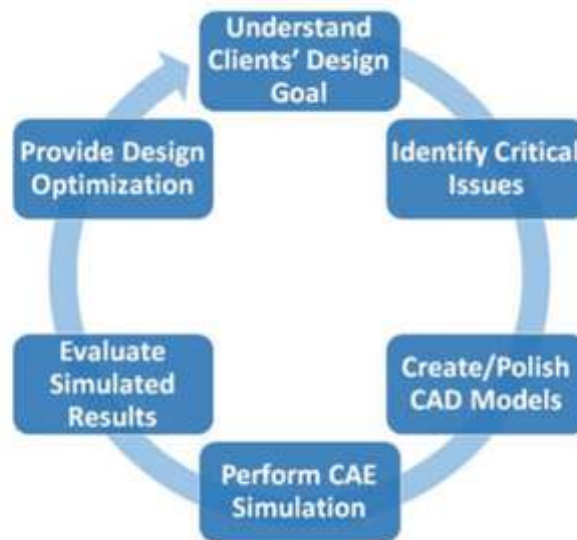 Understand
Clients’ Design
Goal
Identify Critical
Issues
Create/Polish
CAD Models
Perform CAE
Simulation
Evaluate
Simulated
Results
Provide Design
Optimization